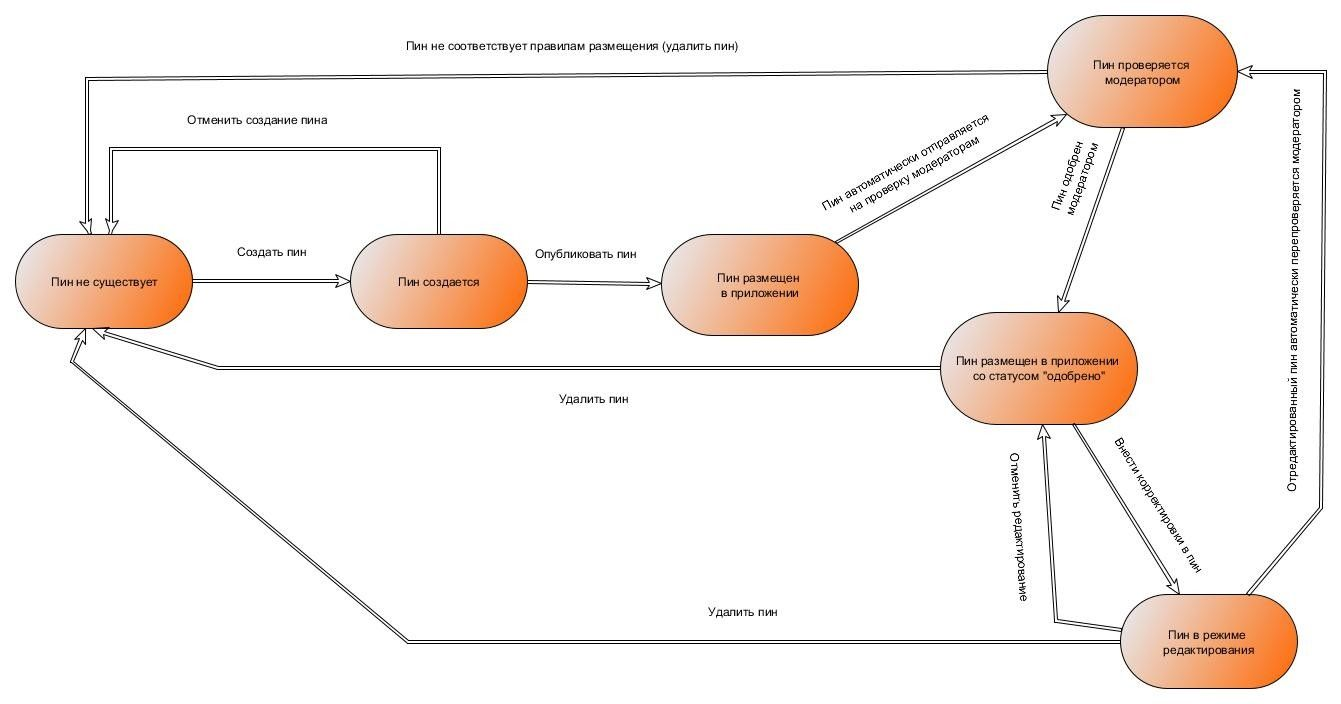 Пин не соответствует правилам размещения (удалить пин)
Пин проверяется
модератором
Отменить создание пина
Пин автоматически отправляется
на проверку модераторам
Пин одобрен
модератором
Отредактированный пин автоматически перепроверяется модератором
Пин не существует
Создать пин
Пин создается
Опубликовать пин
Пин размещен
в приложении
Пин размещен в приложении
со статусом "одобрено"
Удалить пин
Отменить редактирование
Внести корректировки в пин
Удалить пин
Пин в режиме
редактирования